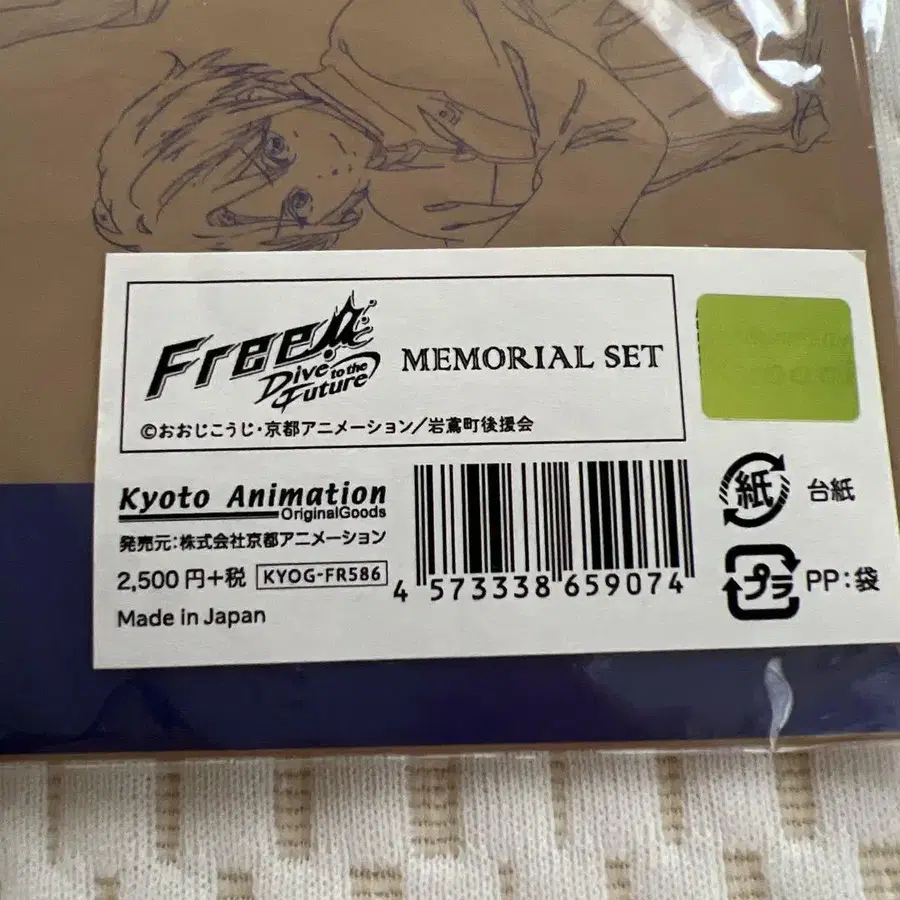 Free!
Dive
to the
Future
MEMORIAL SET
©おおじこうじ・京都アニメーション/岩鳶町後援会
Kyoto Animation
OriginalGoods
発売元:株式会社京都アニメーション
2,500円+税 KYOG-FR586
Made in Japan
4 573338 659074
紙 台紙
プラ PP:袋